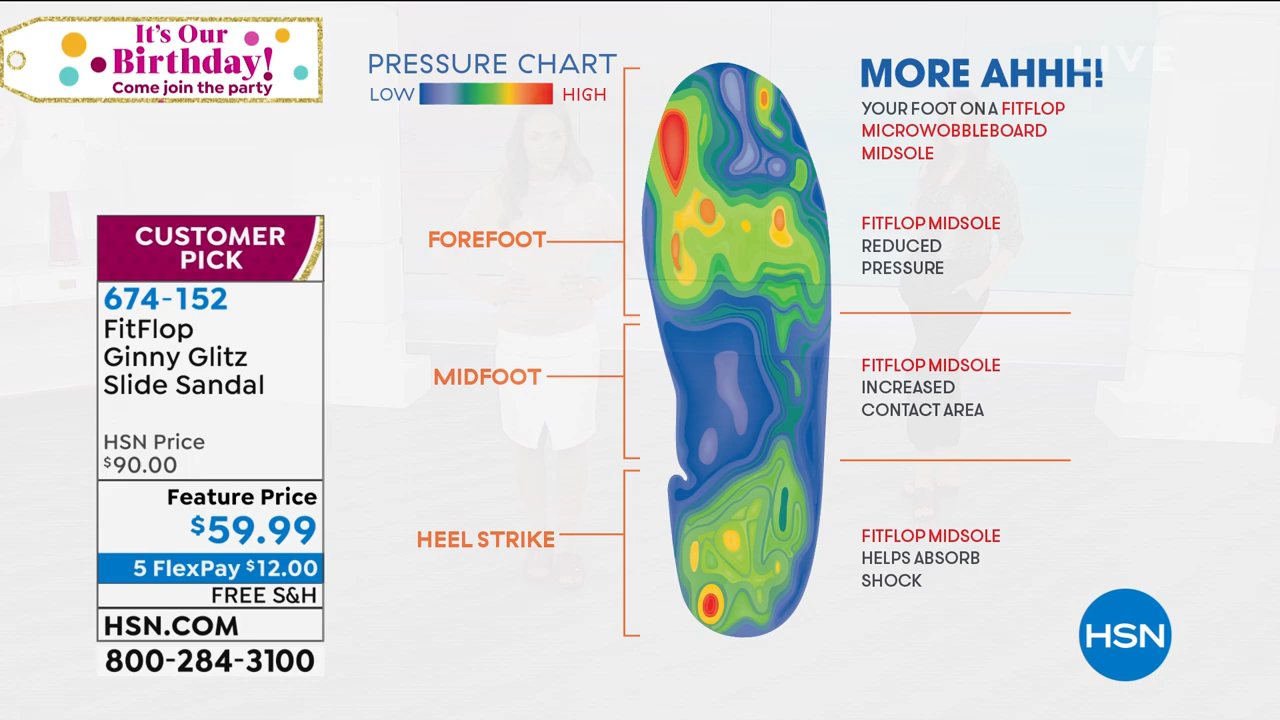 It's Our
Birthday!
Come join the party
CUSTOMER
PICK
674-152
FitFlop
Ginny Glitz
Slide Sandal
HSN Price
$90.00
Feature Price
$59.99
5 FlexPay $12.00
FREE S&H
HSN.COM
800-284-3100
PRESSURE CHART
LOW HIGH
FOREFOOT
MIDFOOT
HEEL STRIKE
LIVE
MORE AHHH!
YOUR FOOT ON A FITFLOP
MICROWOBBLEBOARD
MIDSOLE
FITFLOP MIDSOLE
REDUCED
PRESSURE
FITFLOP MIDSOLE
INCREASED
CONTACT AREA
FITFLOP MIDSOLE
HELPS ABSORB
SHOCK
HSN